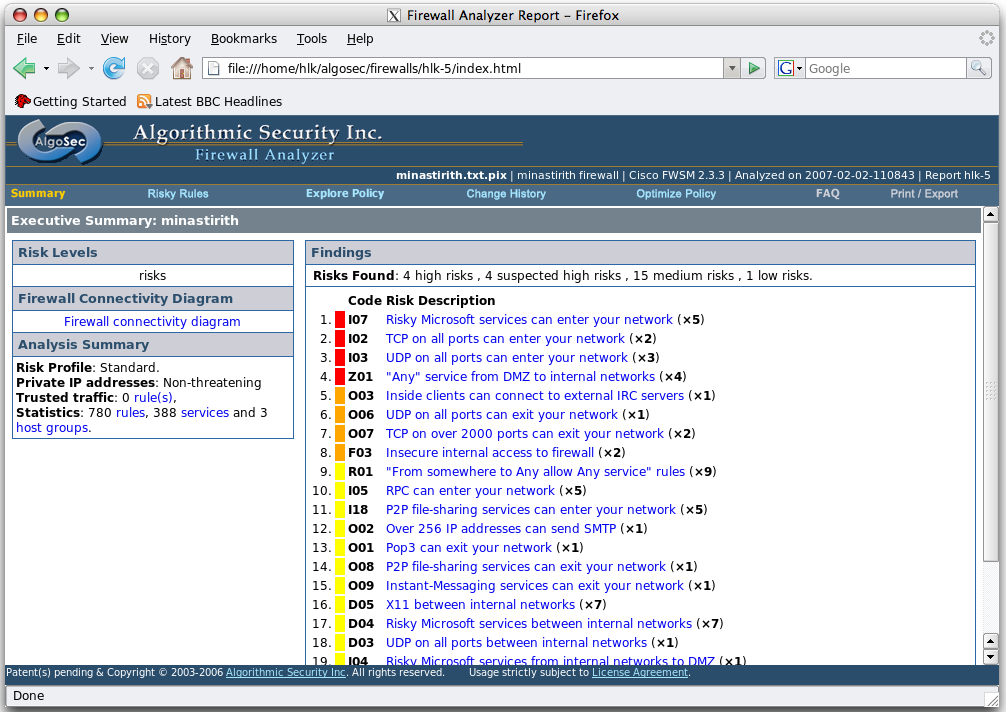 Firewall Analyzer Report – Firefox
File Edit View History Bookmarks Tools Help
file:///home/hlk/algosec/firewalls/hlk-5/index.html
G Google
Getting Started Latest BBC Headlines
AlgoSec
Algorithmic Security Inc.
Firewall Analyzer
minastirith.txt.pix | minastirith firewall | Cisco FWSM 2.3.3 | Analyzed on 2007-02-02-110843 | Report hlk-5
Summary Risky Rules Explore Policy Change History Optimize Policy FAQ Print / Export
Executive Summary: minastirith
Risk Levels
risks
Firewall Connectivity Diagram
Firewall connectivity diagram
Analysis Summary
Risk Profile: Standard.
Private IP addresses: Non-threatening
Trusted traffic: 0 rule(s),
Statistics: 780 rules, 388 services and 3
host groups.
Findings
Risks Found: 4 high risks , 4 suspected high risks , 15 medium risks , 1 low risks.
Code Risk Description
1. I07 Risky Microsoft services can enter your network (×5)
2. I02 TCP on all ports can enter your network (×2)
3. I03 UDP on all ports can enter your network (×3)
4. Z01 "Any" service from DMZ to internal networks (×4)
5. O03 Inside clients can connect to external IRC servers (×1)
6. O06 UDP on all ports can exit your network (×1)
7. O07 TCP on over 2000 ports can exit your network (×2)
8. F03 Insecure internal access to firewall (×2)
9. R01 "From somewhere to Any allow Any service" rules (×9)
10. I05 RPC can enter your network (×5)
11. I18 P2P file-sharing services can enter your network (×5)
12. O02 Over 256 IP addresses can send SMTP (×1)
13. O01 Pop3 can exit your network (×1)
14. O08 P2P file-sharing services can exit your network (×1)
15. O09 Instant-Messaging services can exit your network (×1)
16. D05 X11 between internal networks (×7)
17. D04 Risky Microsoft services between internal networks (×7)
18. D03 UDP on all ports between internal networks (×1)
19. I04 Risky Microsoft services from internal networks to DMZ (×1)
Patent(s) pending & Copyright © 2003-2006 Algorithmic Security Inc. All rights reserved. Usage strictly subject to License Agreement.
Done